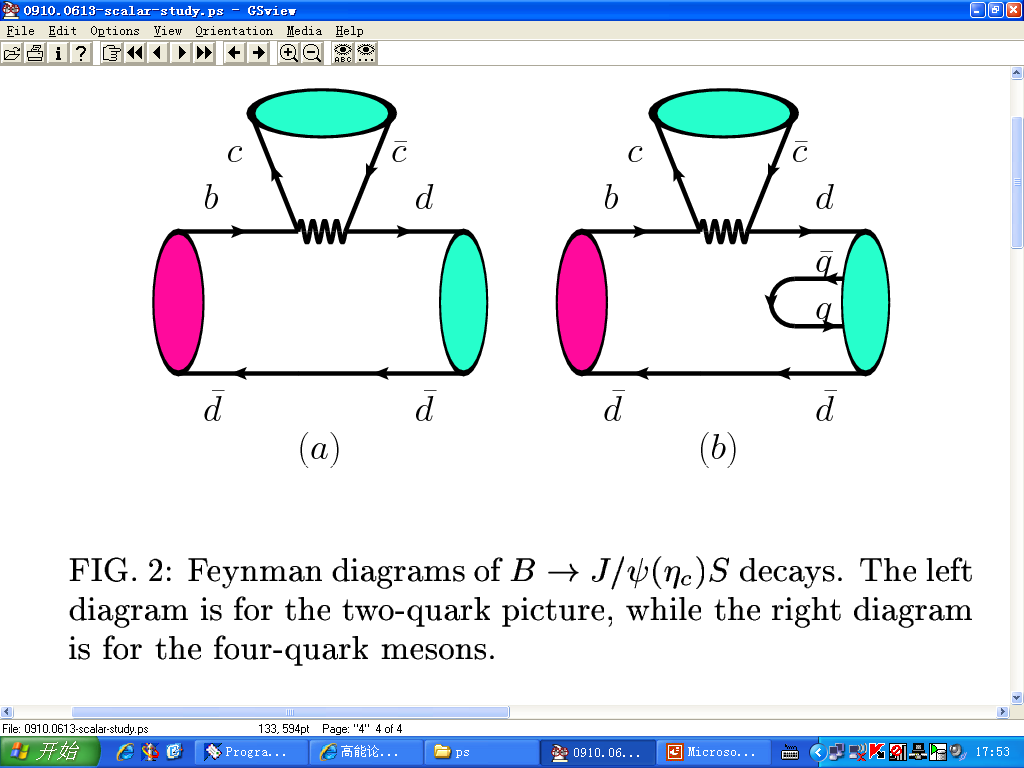 0910.0613-scalar-study.ps - GSview
File Edit Options View Orientation Media Help
c c̄ c c̄
b d b d
q̄
q
d̄ d̄ d̄ d̄
(a) (b)
FIG. 2: Feynman diagrams of B → J/ψ(η_c)S decays. The left
diagram is for the two-quark picture, while the right diagram
is for the four-quark mesons.
File: 0910.0613-scalar-study.ps 133, 594pt Page: "4" 4 of 4
开始 Progra... 高能论... ps 0910.06... Microso... 17:53